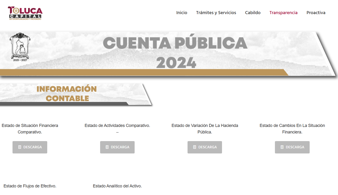 TOLUCA
CAPITAL
Inicio
Trámites y Servicios
Cabildo
Transparencia
Proactiva
CUENTA PÚBLICA
2024
INFORMACIÓN
CONTABLE
Estado de Situación Financiera
Comparativo.
DESCARGA
Estado de Actividades Comparativo.
..
DESCARGA
Estado de Variación De La Hacienda
Pública.
DESCARGA
Estado de Cambios En La Situación
Financiera.
DESCARGA
Estado de Flujos de Efectivo.
Estado Analítico del Activo.